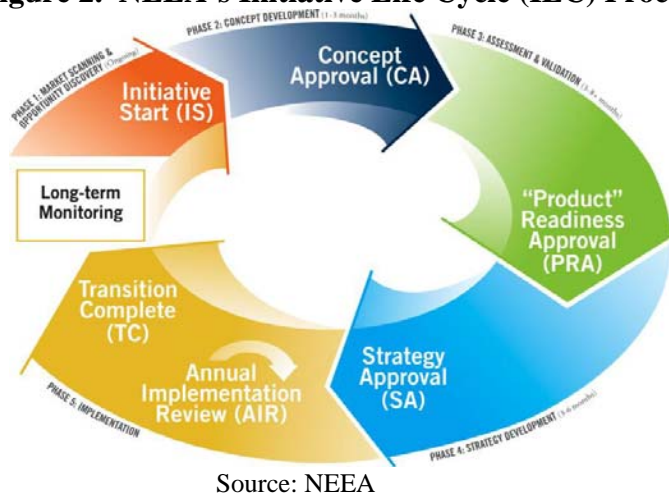 Figure 2. NEEA's Initiative Life Cycle (ILC)
PHASE 1: MARKET SCANNING &
OPPORTUNITY DISCOVERY (Ongoing)
Initiative
Start (IS)
PHASE 2: CONCEPT DEVELOPMENT (1-3 months)
Concept
Approval (CA)
PHASE 3: ASSESSMENT & VALIDATION
"Product"
Readiness
Approval
(PRA)
PHASE 4: STRATEGY DEVELOPMENT (3-6 months)
Strategy
Approval
(SA)
PHASE 5: IMPLEMENTATION
Annual
Implementation
Review (AIR)
Transition
Complete
(TC)
Long-term
Monitoring
Source: NEEA